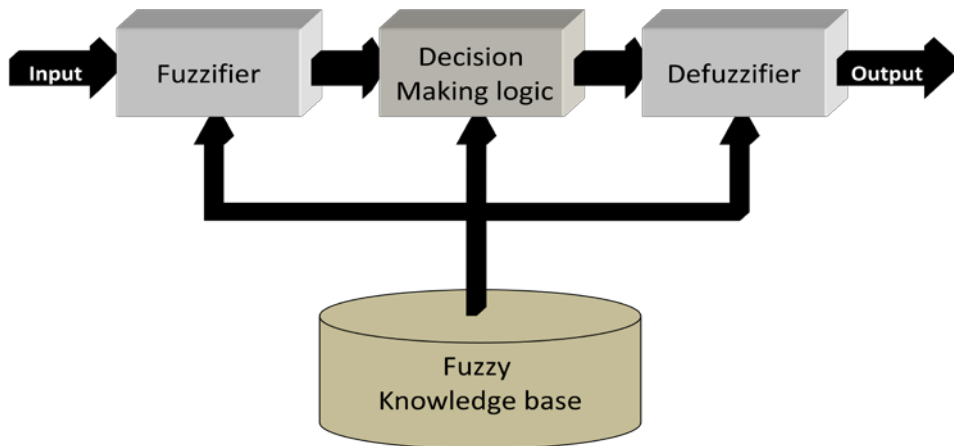 Input
Fuzzifier
Decision
Making logic
Defuzzifier
Output
Fuzzy
Knowledge base